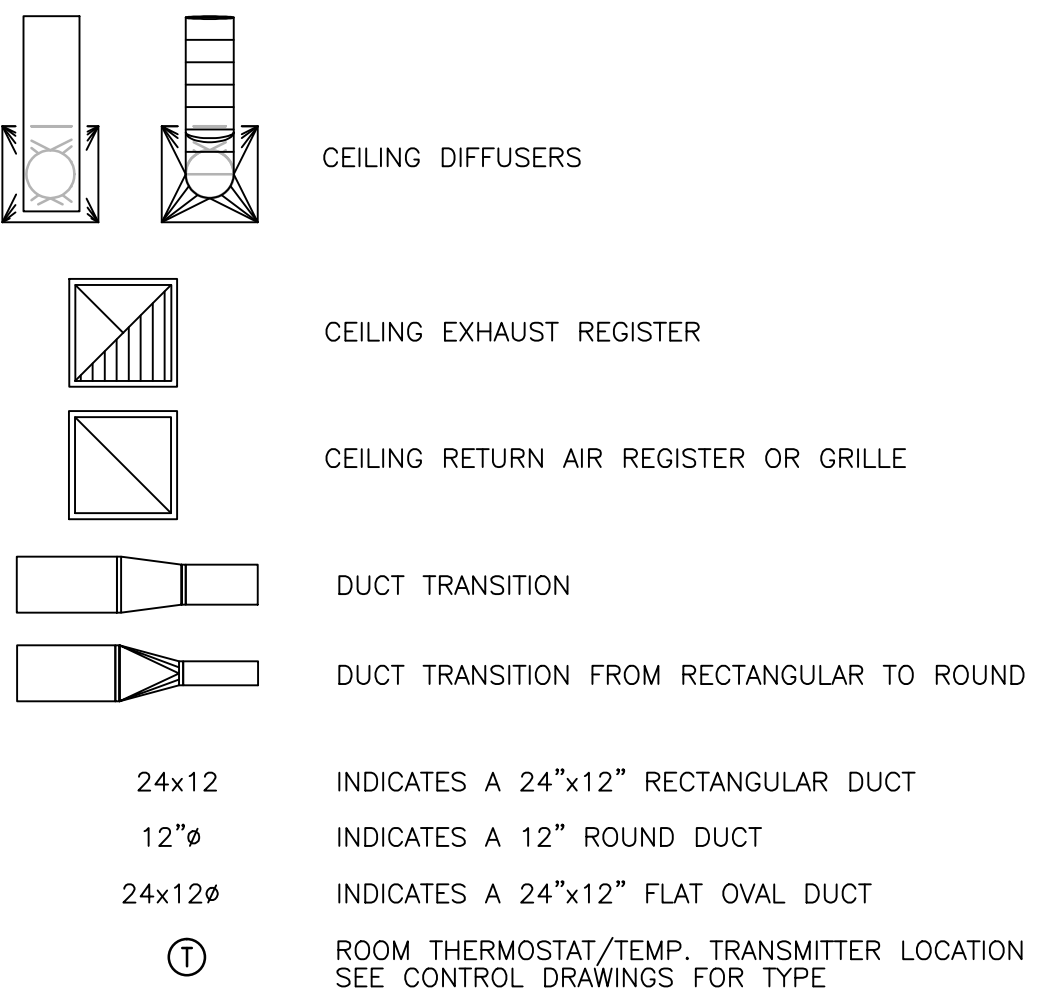 CEILING DIFFUSERS
CEILING EXHAUST REGISTER
CEILING RETURN AIR REGISTER OR GRILLE
DUCT TRANSITION
DUCT TRANSITION FROM RECTANGULAR TO ROUND
24x12 INDICATES A 24”x12” RECTANGULAR DUCT
12”ø INDICATES A 12” ROUND DUCT
24x12ø INDICATES A 24”x12” FLAT OVAL DUCT
T ROOM THERMOSTAT/TEMP. TRANSMITTER LOCATION
SEE CONTROL DRAWINGS FOR TYPE